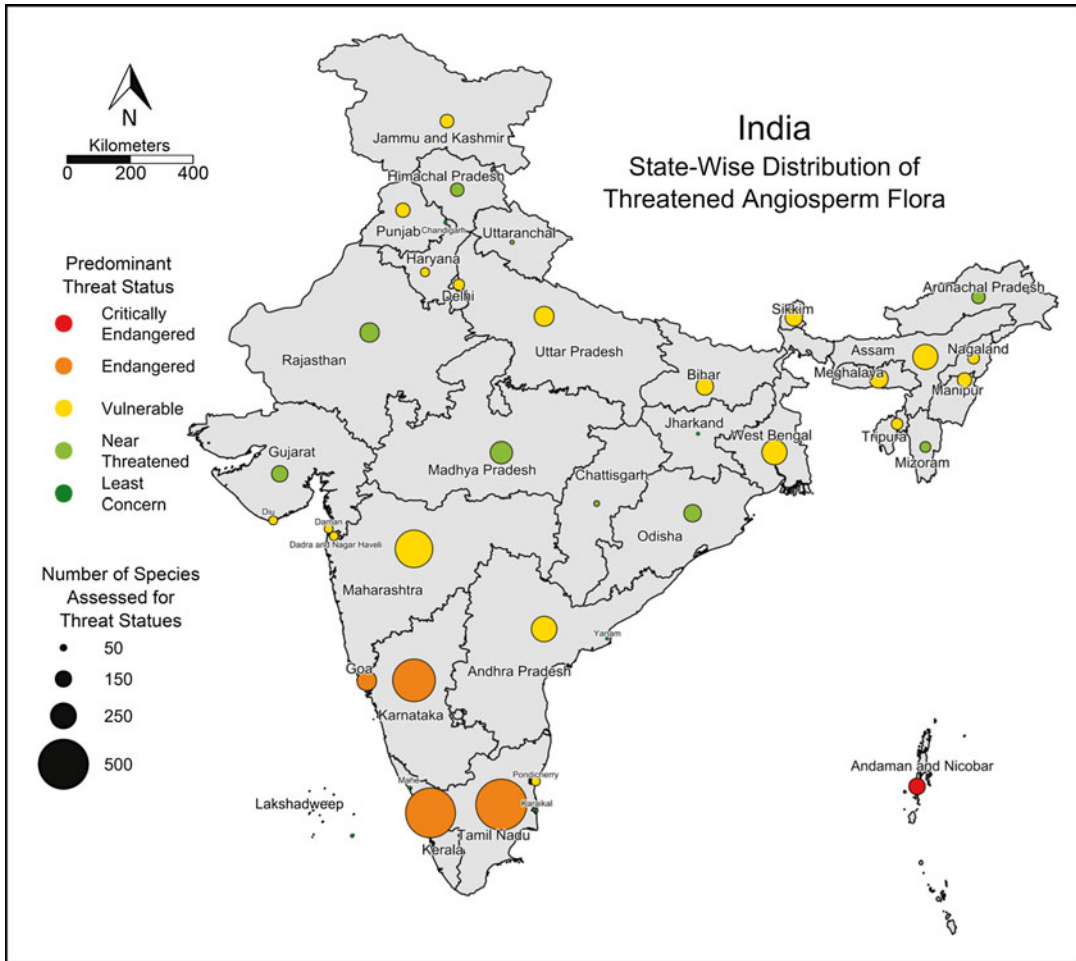 India
State-Wise Distribution of
Threatened Angiosperm Flora
N
Kilometers
0 200 400
Predominant
Threat Status
Critically
Endangered
Endangered
Vulnerable
Near
Threatened
Least
Concern
Number of Species
Assessed for
Threat Statues
50
150
250
500
Jammu and Kashmir
Himachal Pradesh
Punjab
Chandigarh
Uttaranchal
Haryana
Delhi
Rajasthan
Uttar Pradesh
Bihar
Sikkim
Arunachal Pradesh
Assam
Nagaland
Meghalaya
Manipur
Tripura
Mizoram
Jharkand
West Bengal
Gujarat
Madhya Pradesh
Chattisgarh
Odisha
Diu
Daman
Dadra and Nagar Haveli
Maharashtra
Goa
Karnataka
Andhra Pradesh
Yanam
Mahe
Pondicherry
Karaikal
Lakshadweep
Tamil Nadu
Kerala
Andaman and Nicobar